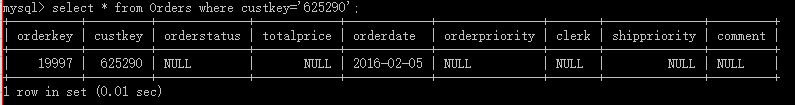 mysql> select * from Orders where custkey='625290';
| orderkey | custkey | orderstatus | totalprice | orderdate | orderpriority | clerk | shippriority | comment |
| 19997 | 625290 | NULL | NULL | 2016-02-05 | NULL | NULL | NULL | NULL |
1 row in set (0.01 sec)